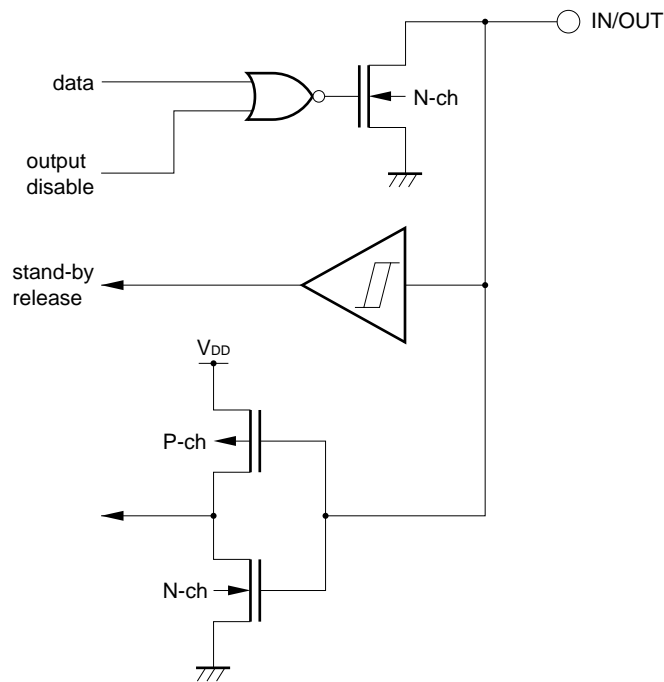 IN/OUT
data
N-ch
output
disable
stand-by
release
VDD
P-ch
N-ch